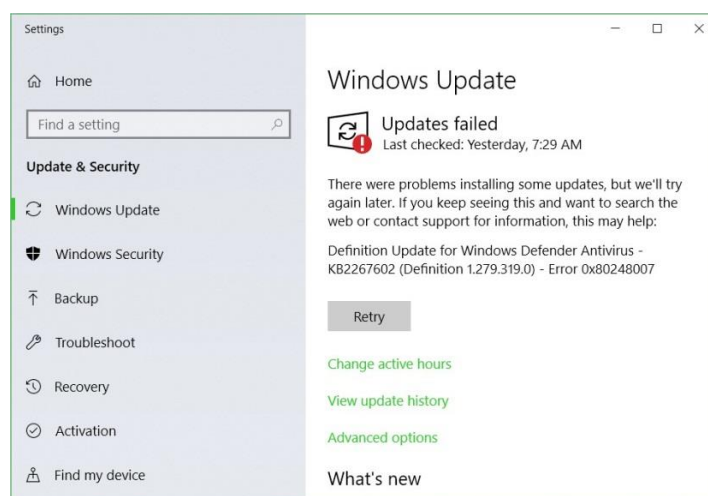 Settings
Home
Find a setting
Update & Security
Windows Update
Windows Security
Backup
Troubleshoot
Recovery
Activation
Find my device
Windows Update
Updates failed
Last checked: Yesterday, 7:29 AM
There were problems installing some updates, but we'll try
again later. If you keep seeing this and want to search the
web or contact support for information, this may help:
Definition Update for Windows Defender Antivirus -
KB2267602 (Definition 1.279.319.0) - Error 0x80248007
Retry
Change active hours
View update history
Advanced options
What's new